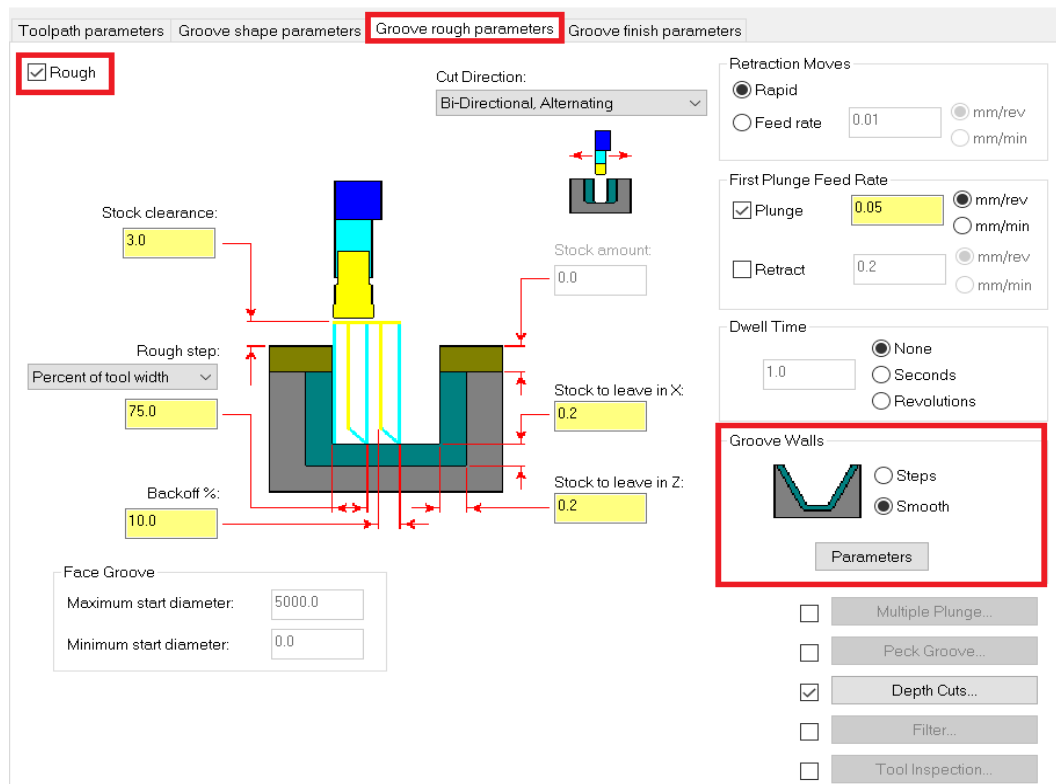 Toolpath parameters
Groove shape parameters
Groove rough parameters
Groove finish parameters
Rough
Cut Direction:
Bi-Directional, Alternating
Stock clearance:
3.0
Stock amount:
0.0
Rough step:
Percent of tool width
75.0
Stock to leave in X:
0.2
Backoff %:
10.0
Stock to leave in Z:
0.2
Face Groove
Maximum start diameter:
5000.0
Minimum start diameter:
0.0
Retraction Moves
Rapid
Feed rate
0.01
mm/rev
mm/min
First Plunge Feed Rate
Plunge
0.05
mm/rev
mm/min
Retract
0.2
mm/rev
mm/min
Dwell Time
1.0
None
Seconds
Revolutions
Groove Walls
Steps
Smooth
Parameters
Multiple Plunge...
Peck Groove...
Depth Cuts...
Filter...
Tool Inspection...